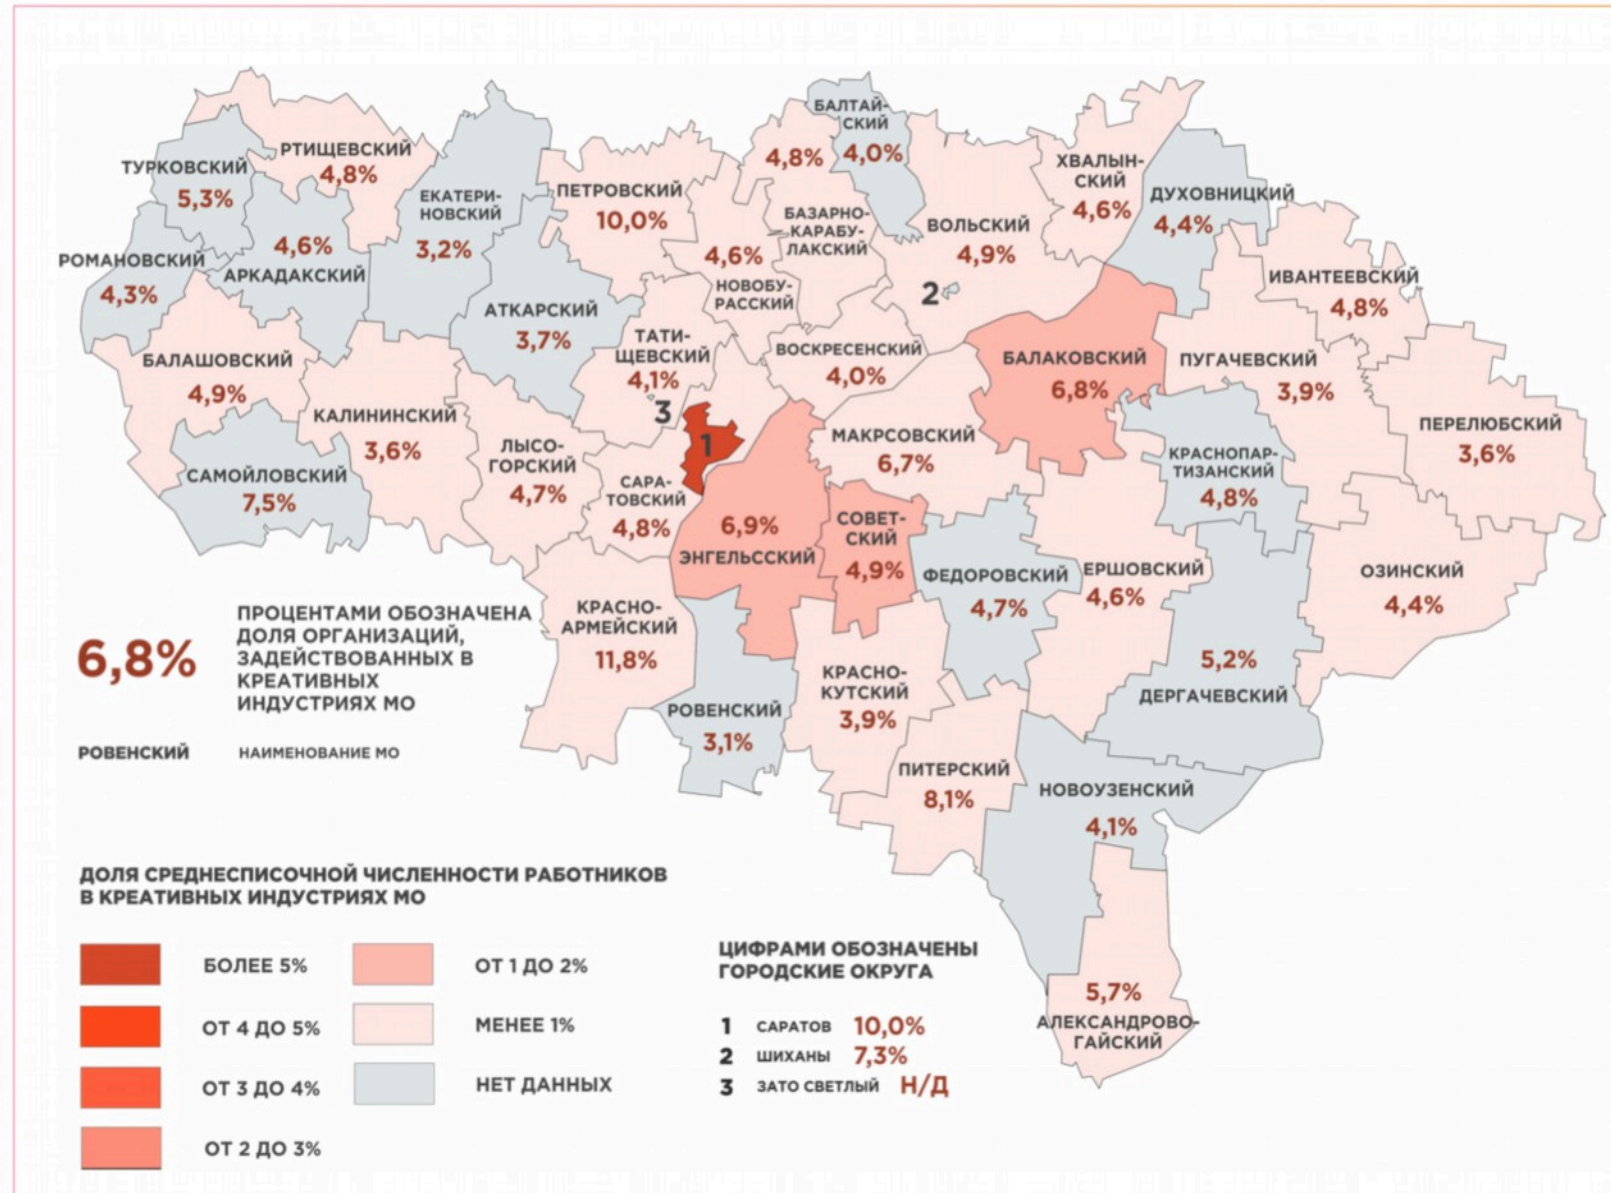 БАЛТАЙ-
СКИЙ
4,0%
РТИЩЕВСКИЙ
4,8%
ТУРКОВСКИЙ
5,3%
ЕКАТЕРИ-
НОВСКИЙ
3,2%
ПЕТРОВСКИЙ
10,0%
4,8%
БАЗАРНО-
КАРАБУ-
ЛАКСКИЙ
ВОЛЬСКИЙ
4,9%
ХВАЛЫН-
СКИЙ
4,6%
ДУХОВНИЦКИЙ
4,4%
РОМАНОВСКИЙ
4,3%
4,6%
АРКАДАКСКИЙ
4,6%
НОВОБУ-
РАССКИЙ
2
ИВАНТЕЕВСКИЙ
4,8%
АТКАРСКИЙ
3,7%
ТАТИ-
ЩЕВСКИЙ
4,1%
3
ВОСКРЕСЕНСКИЙ
4,0%
БАЛАКОВСКИЙ
6,8%
ПУГАЧЕВСКИЙ
3,9%
БАЛАШОВСКИЙ
4,9%
КАЛИНИНСКИЙ
3,6%
ЛЫСО-
ГОРСКИЙ
4,7%
1
МАКРСОВСКИЙ
6,7%
ПЕРЕЛЮБСКИЙ
3,6%
САМОЙЛОВСКИЙ
7,5%
САРА-
ТОВСКИЙ
4,8%
КРАСНОПАР-
ТИЗАНСКИЙ
4,8%
6,9%
ЭНГЕЛЬССКИЙ
СОВЕТ-
СКИЙ
4,9%
ФЕДОРОВСКИЙ
4,7%
ЕРШОВСКИЙ
4,6%
ОЗИНСКИЙ
4,4%
КРАСНО-
АРМЕЙСКИЙ
11,8%
5,2%
ДЕРГАЧЕВСКИЙ
РОВЕНСКИЙ
3,1%
КРАСНО-
КУТСКИЙ
3,9%
ПИТЕРСКИЙ
8,1%
НОВОУЗЕНСКИЙ
4,1%
5,7%
АЛЕКСАНДРОВО-
ГАЙСКИЙ
6,8%
ПРОЦЕНТАМИ ОБОЗНАЧЕНА
ДОЛЯ ОРГАНИЗАЦИЙ,
ЗАДЕЙСТВОВАННЫХ В
КРЕАТИВНЫХ
ИНДУСТРИЯХ МО
РОВЕНСКИЙ НАИМЕНОВАНИЕ МО
ДОЛЯ СРЕДНЕСПИСОЧНОЙ ЧИСЛЕННОСТИ РАБОТНИКОВ
В КРЕАТИВНЫХ ИНДУСТРИЯХ МО
БОЛЕЕ 5%
ОТ 4 ДО 5%
ОТ 3 ДО 4%
ОТ 2 ДО 3%
ОТ 1 ДО 2%
МЕНЕЕ 1%
НЕТ ДАННЫХ
ЦИФРАМИ ОБОЗНАЧЕНЫ
ГОРОДСКИЕ ОКРУГА
1 САРАТОВ 10,0%
2 ШИХАНЫ 7,3%
3 ЗАТО СВЕТЛЫЙ Н/Д